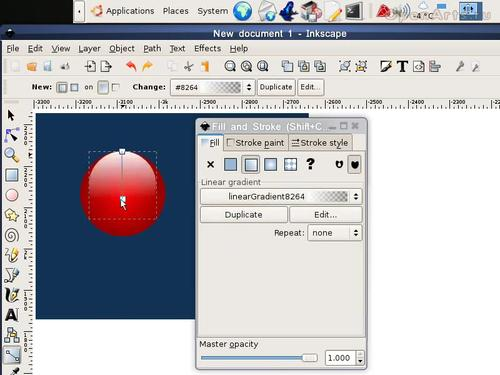 Applications Places System 4 °C
New document 1 - Inkscape
File Edit View Layer Object Path Text Effects Help
New: on Change: #8264 Duplicate Edit...
Fill and Stroke (Shift+C...
Fill Stroke paint Stroke style
?
Linear gradient
linearGradient8264
Duplicate Edit...
Repeat: none
Master opacity
1.000